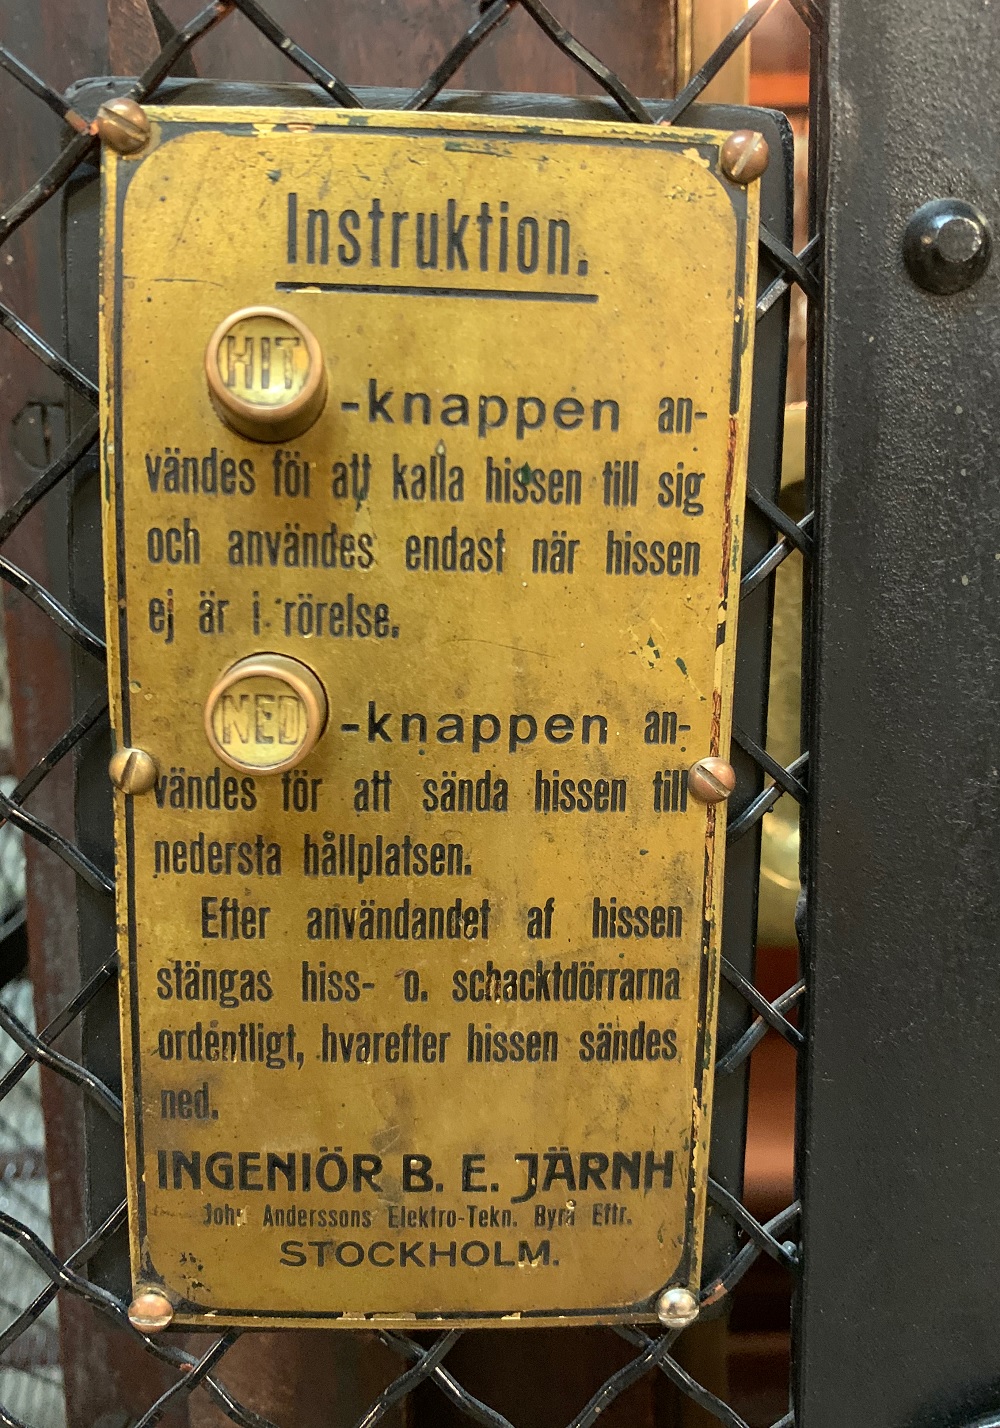 Instruktion.
HIT -knappen an-
vändes för att kalla hissen till sig
och användes endast när hissen
ej är i rörelse.
NED -knappen an-
vändes för att sända hissen till
nedersta hållplatsen.
Efter användandet af hissen
stängas hiss- o. schacktdörrarna
ordentligt, hvarefter hissen sändes
ned.
INGENIÖR B. E. JÄRNH
Joh. Anderssons Elektro-Tekn. Byrå Eftr.
STOCKHOLM.